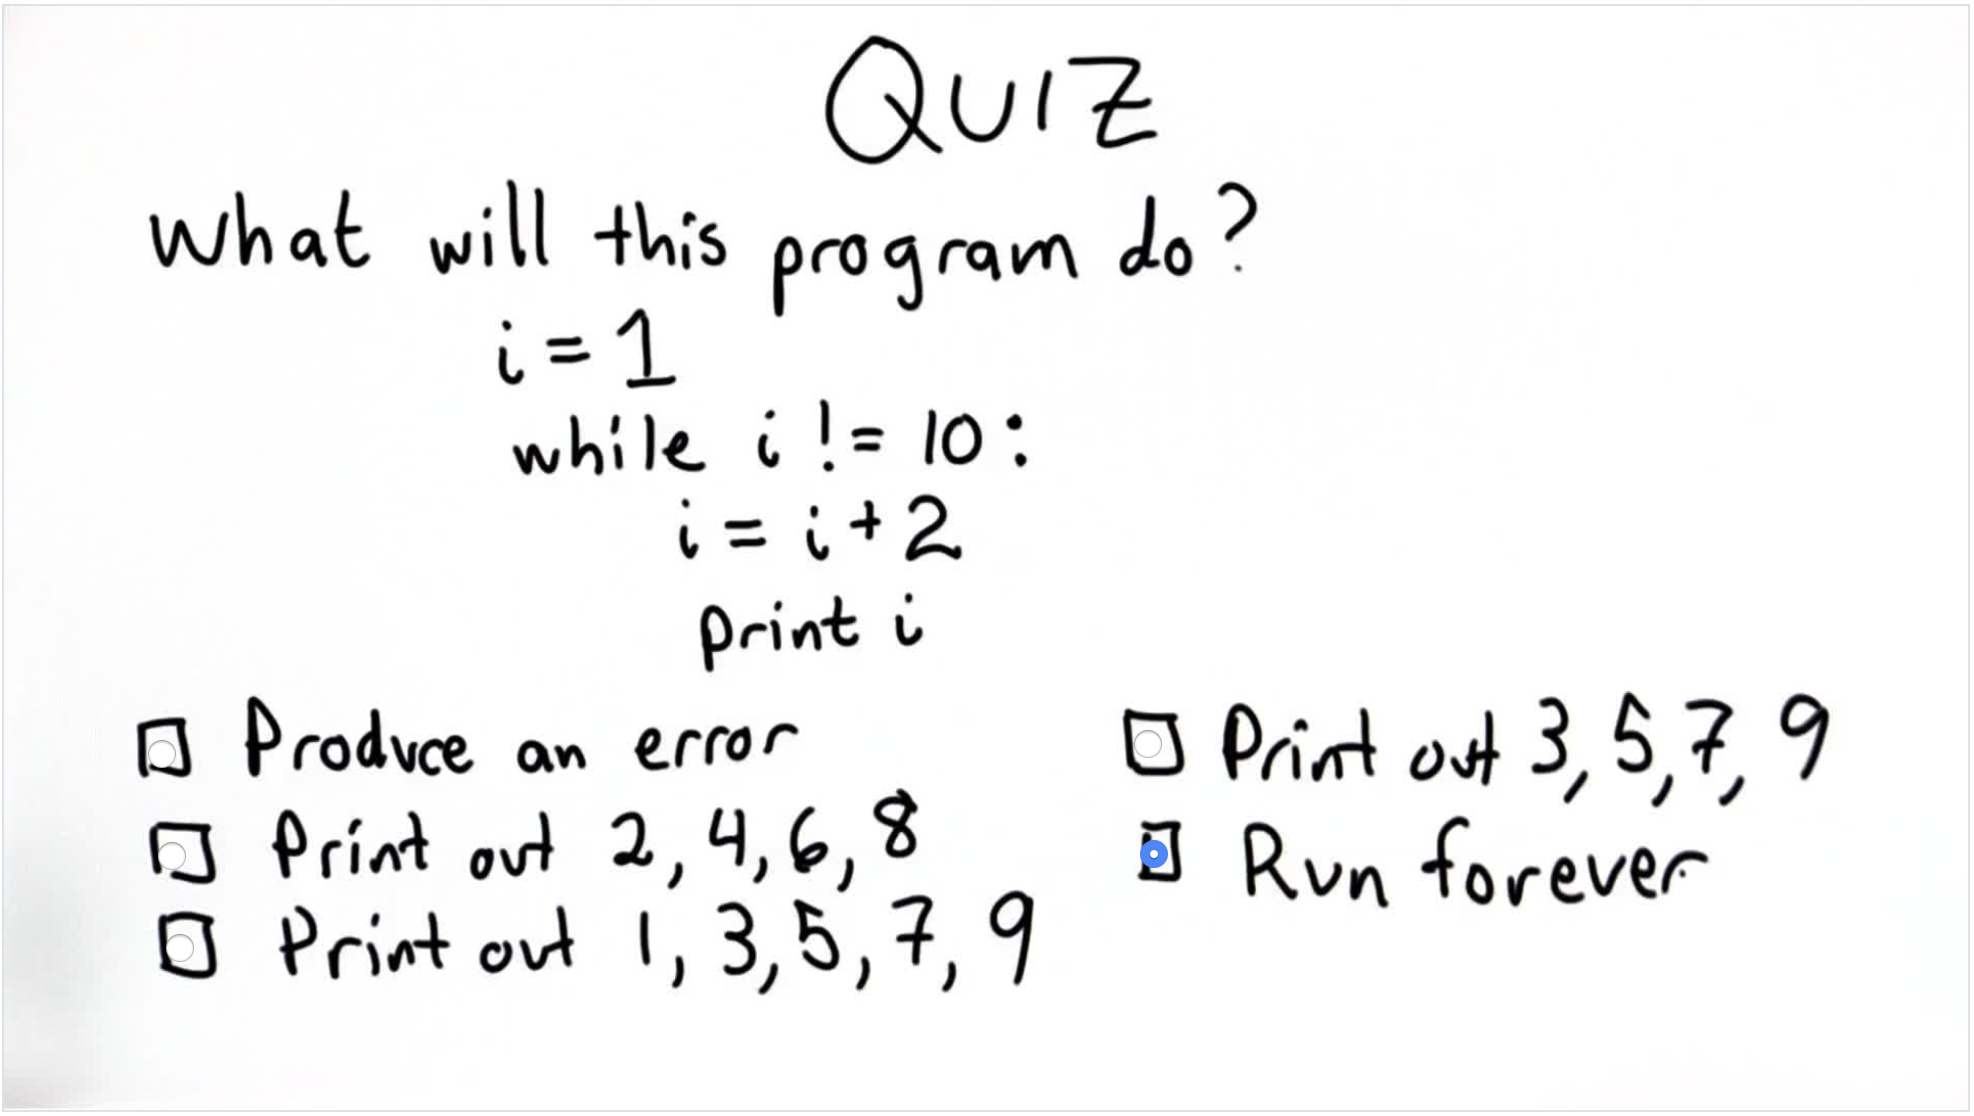 QUIZ
What will this program do?
i = 1
while i != 10:
i = i + 2
print i
Produce an error
Print out 2, 4, 6, 8
Print out 1, 3, 5, 7, 9
Print out 3, 5, 7, 9
Run forever